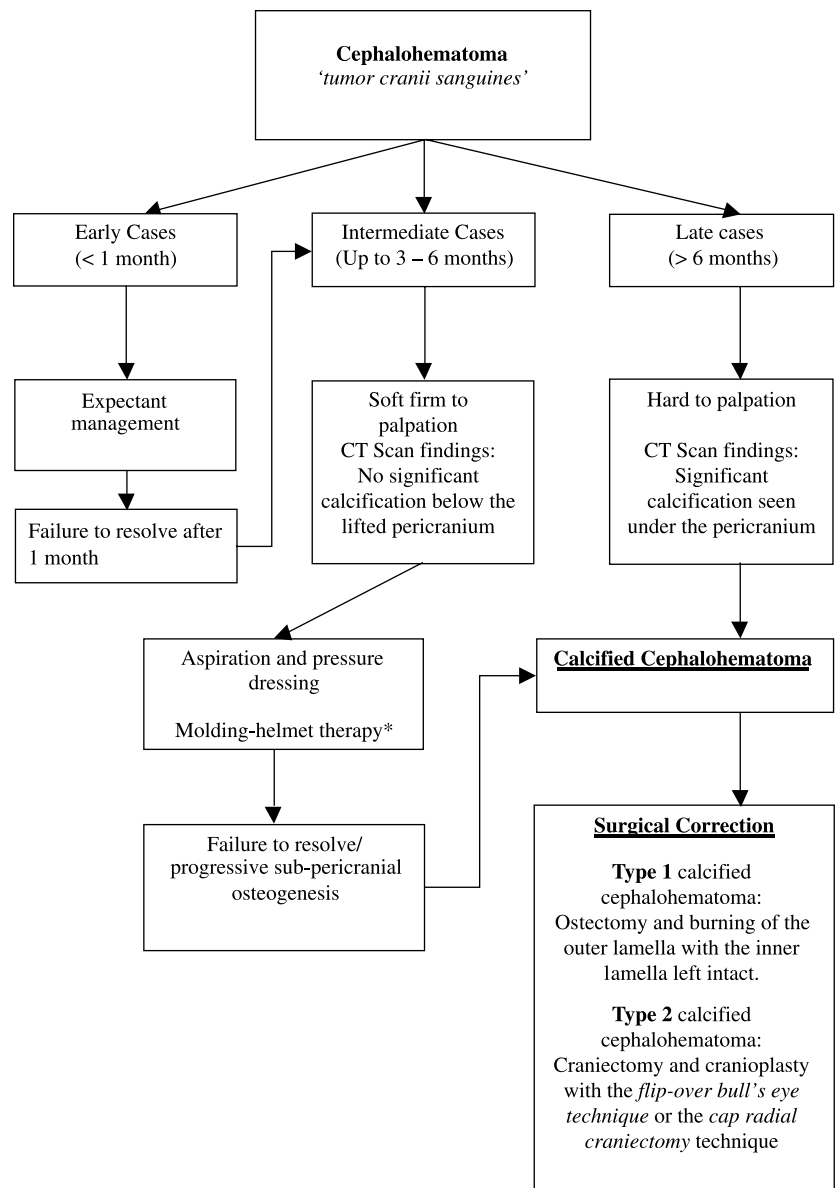 Cephalohematoma
‘tumor cranii sanguines’
Early Cases
(< 1 month)
Intermediate Cases
(Up to 3 – 6 months)
Late cases
(> 6 months)
Expectant
management
Soft firm to
palpation
CT Scan findings:
No significant
calcification below the
lifted pericranium
Hard to palpation
CT Scan findings:
Significant
calcification seen
under the pericranium
Failure to resolve after
1 month
Aspiration and pressure
dressing
Molding-helmet therapy*
Calcified Cephalohematoma
Failure to resolve/
progressive sub-pericranial
osteogenesis
Surgical Correction
Type 1 calcified
cephalohematoma:
Ostectomy and burning of the
outer lamella with the inner
lamella left intact.
Type 2 calcified
cephalohematoma:
Craniectomy and cranioplasty
with the flip-over bull’s eye
technique or the cap radial
craniectomy technique